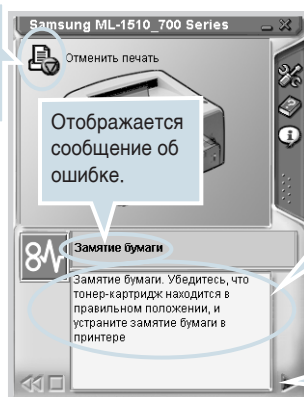 Samsung ML-1510_700 Series
Отменить печать
Отображается
сообщение об
ошибке.
Замятие бумаги
Замятие бумаги. Убедитесь, что
тонер-картридж находится в
правильном положении, и
устраните замятие бумаги в
принтере